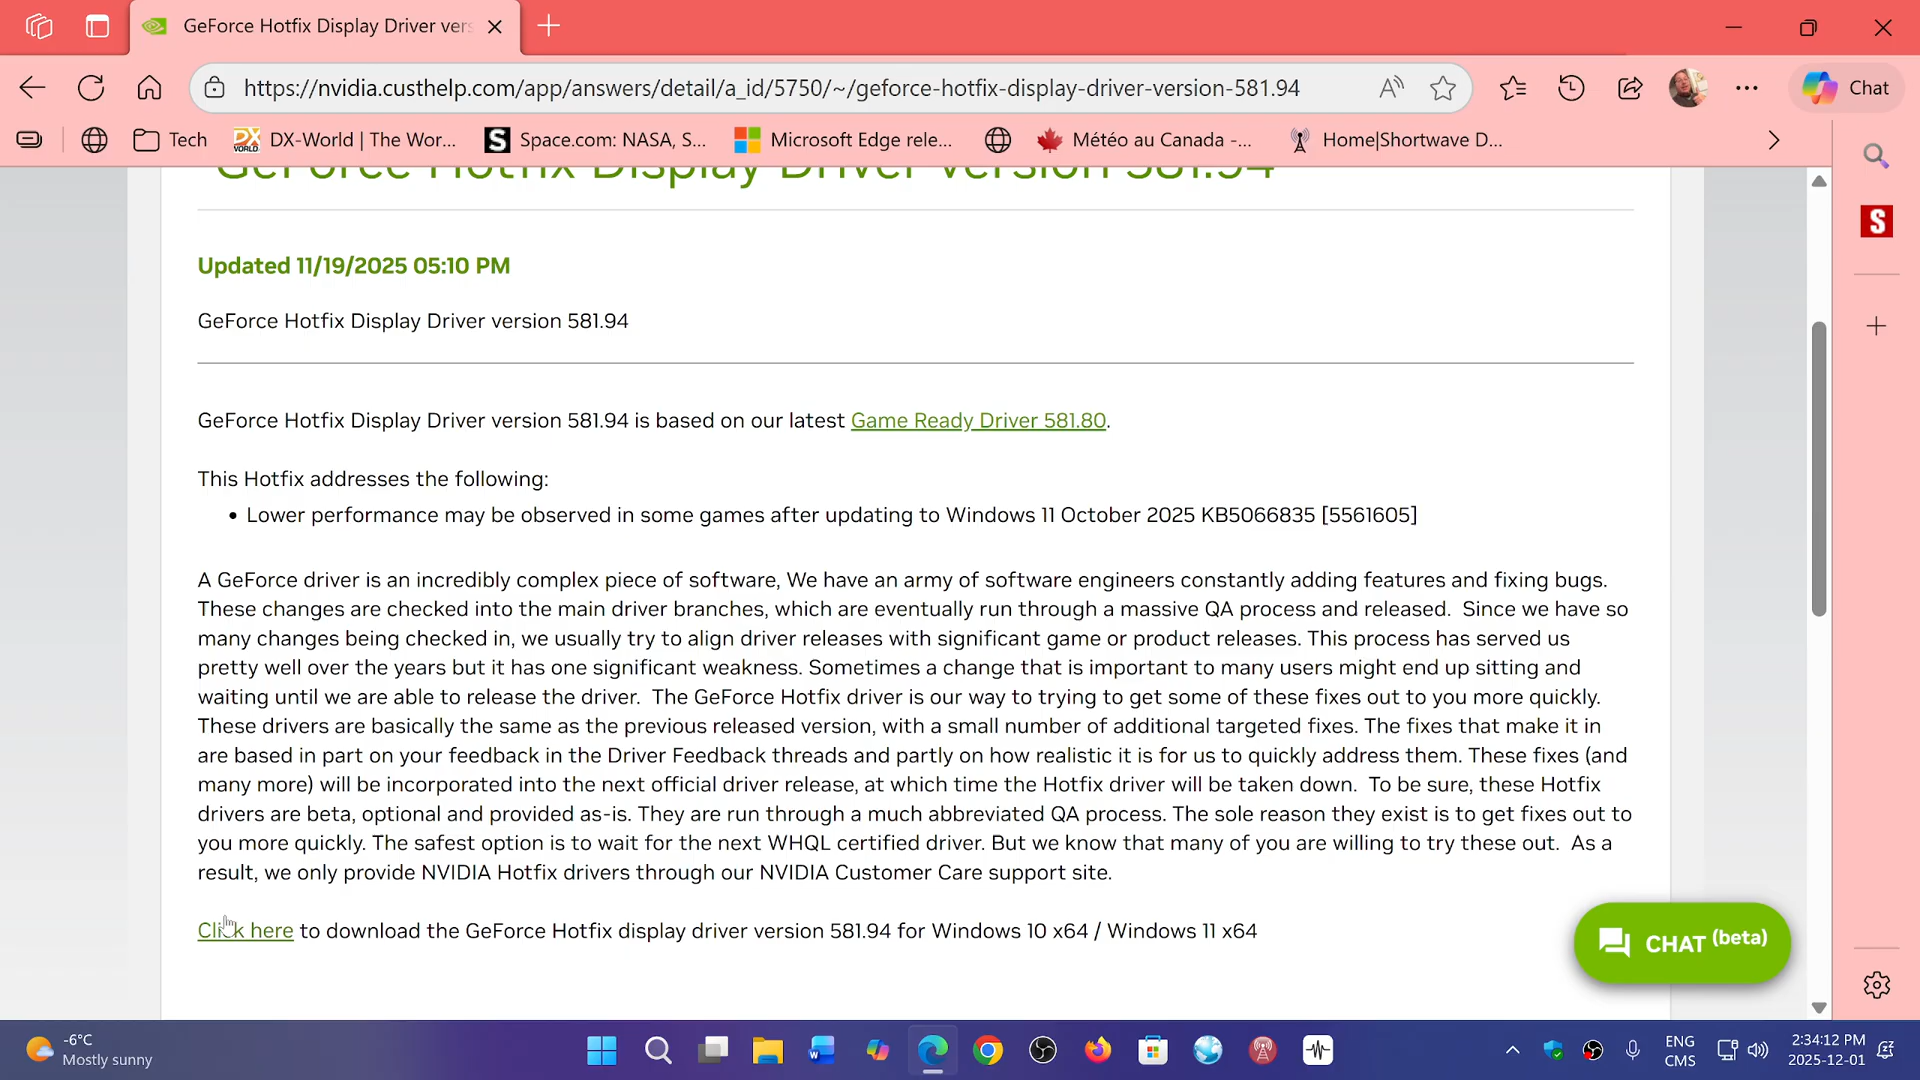 GeForce Hotfix Display Driver vers
https://nvidia.custhelp.com/app/answers/detail/a_id/5750/~/geforce-hotfix-display-driver-version-581.94
Chat
Tech
DX-World | The Wor...
Space.com: NASA, S...
Microsoft Edge rele...
Météo au Canada -...
Home|Shortwave D...
GeForce Hotfix Display Driver version 581.94
Updated 11/19/2025 05:10 PM
GeForce Hotfix Display Driver version 581.94
GeForce Hotfix Display Driver version 581.94 is based on our latest Game Ready Driver 581.80.
This Hotfix addresses the following:
• Lower performance may be observed in some games after updating to Windows 11 October 2025 KB5066835 [5561605]
A GeForce driver is an incredibly complex piece of software, We have an army of software engineers constantly adding features and fixing bugs.
These changes are checked into the main driver branches, which are eventually run through a massive QA process and released.  Since we have so
many changes being checked in, we usually try to align driver releases with significant game or product releases. This process has served us
pretty well over the years but it has one significant weakness. Sometimes a change that is important to many users might end up sitting and
waiting until we are able to release the driver.  The GeForce Hotfix driver is our way to trying to get some of these fixes out to you more quickly.
These drivers are basically the same as the previous released version, with a small number of additional targeted fixes. The fixes that make it in
are based in part on your feedback in the Driver Feedback threads and partly on how realistic it is for us to quickly address them. These fixes (and
many more) will be incorporated into the next official driver release, at which time the Hotfix driver will be taken down.  To be sure, these Hotfix
drivers are beta, optional and provided as-is. They are run through a much abbreviated QA process. The sole reason they exist is to get fixes out to
you more quickly. The safest option is to wait for the next WHQL certified driver. But we know that many of you are willing to try these out.  As a
result, we only provide NVIDIA Hotfix drivers through our NVIDIA Customer Care support site.
Click here to download the GeForce Hotfix display driver version 581.94 for Windows 10 x64 / Windows 11 x64
CHAT (beta)
-6°C
Mostly sunny
ENG
CMS
2:34:12 PM
2025-12-01